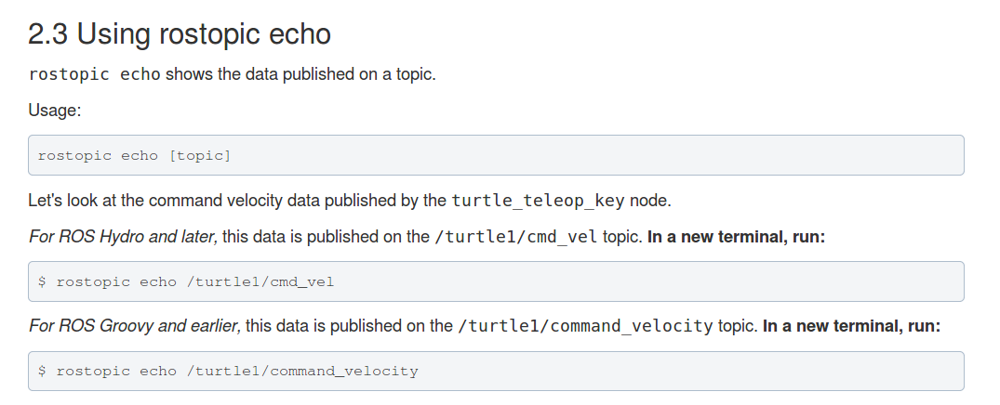 2.3 Using rostopic echo
rostopic echo shows the data published on a topic.
Usage:
rostopic echo [topic]
Let's look at the command velocity data published by the turtle_teleop_key node.
For ROS Hydro and later, this data is published on the /turtle1/cmd_vel topic. In a new terminal, run:
$ rostopic echo /turtle1/cmd_vel
For ROS Groovy and earlier, this data is published on the /turtle1/command_velocity topic. In a new terminal, run:
$ rostopic echo /turtle1/command_velocity